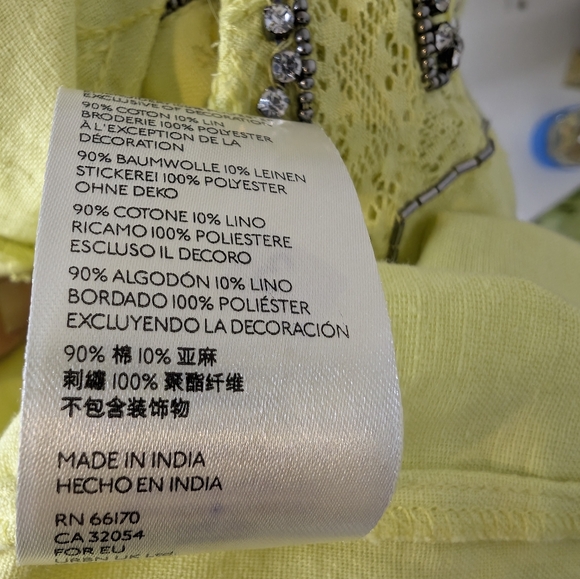 EXCLUSIVE OF DECORATION
90% COTON 10% LIN
BRODERIE 100% POLYESTER
À L'EXCEPTION DE LA
DÉCORATION
90% BAUMWOLLE 10% LEINEN
STICKEREI 100% POLYESTER
OHNE DEKO
90% COTONE 10% LINO
RICAMO 100% POLIESTERE
ESCLUSO IL DECORO
90% ALGODÓN 10% LINO
BORDADO 100% POLIÉSTER
EXCLUYENDO LA DECORACIÓN
90% 棉 10% 亚麻
刺繡 100% 聚酯纤维
不包含装饰物
MADE IN INDIA
HECHO EN INDIA
RN 66170
CA 32054
FOR EU
URBN UK